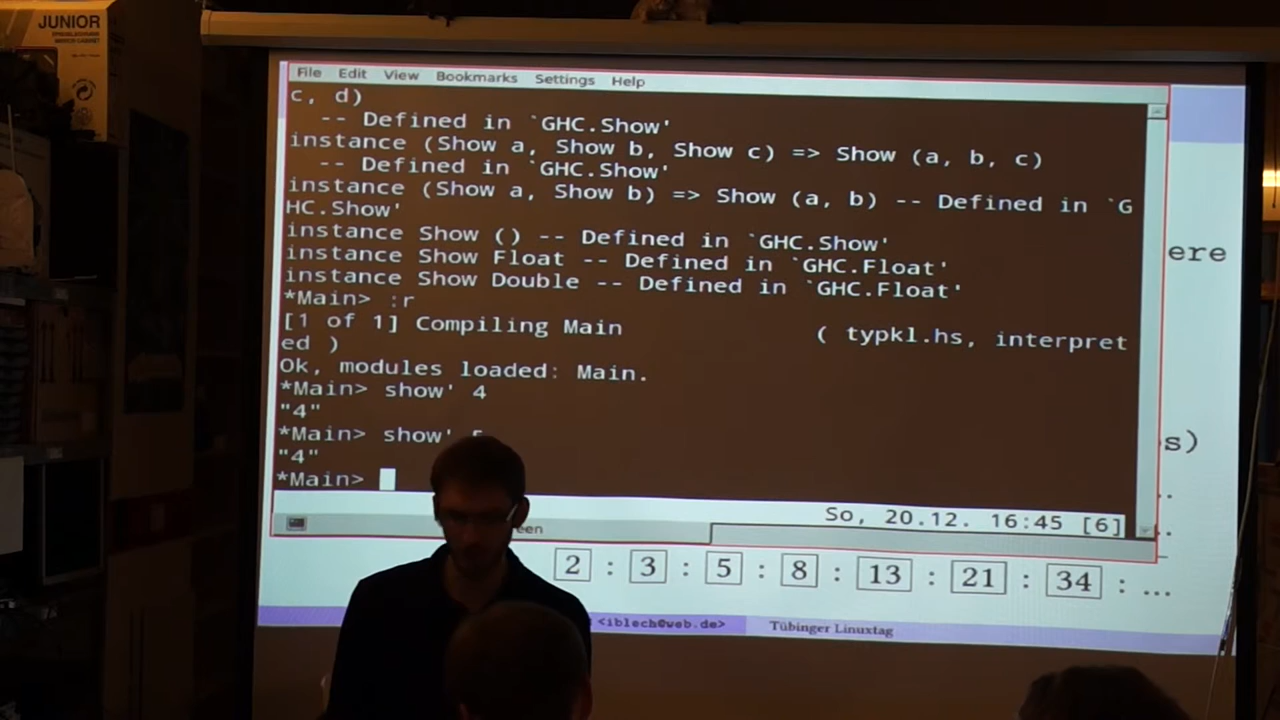 JUNIOR
File Edit View Bookmarks Settings Help
c, d)
-- Defined in `GHC.Show'
instance (Show a, Show b, Show c) => Show (a, b, c)
-- Defined in `GHC.Show'
instance (Show a, Show b) => Show (a, b) -- Defined in `G
HC.Show'
instance Show () -- Defined in `GHC.Show'
instance Show Float -- Defined in `GHC.Float'
instance Show Double -- Defined in `GHC.Float'
*Main> :r
[1 of 1] Compiling Main ( typkl.hs, interpret
ed )
Ok, modules loaded: Main.
*Main> show' 4
"4"
*Main> show' 5
"4"
*Main>
So, 20.12. 16:45 [6]
ere
s)
2 : 3 : 5 : 8 : 13 : 21 : 34 : ...
<iblech@web.de> Tübinger Linuxtag